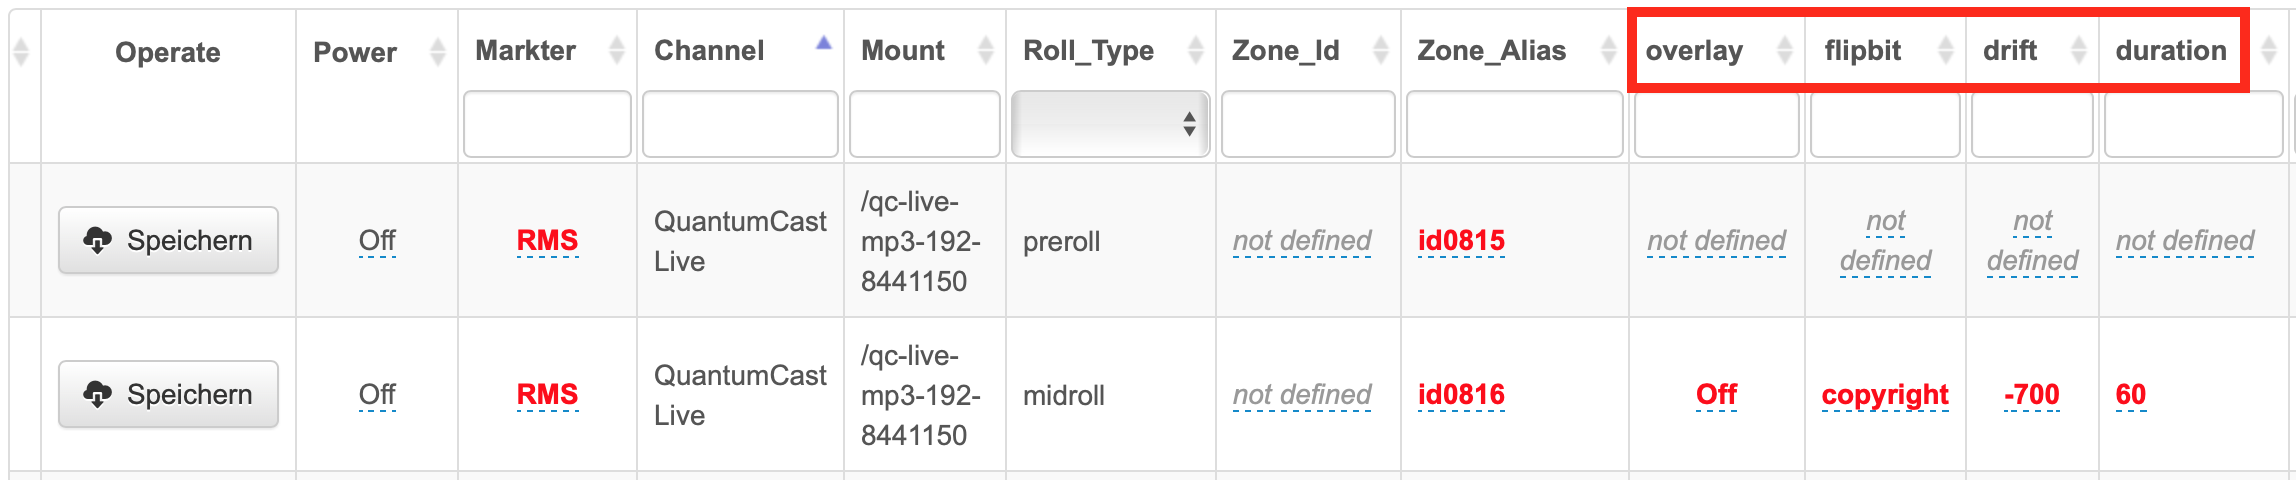 Operate Power Markter Channel Mount Roll_Type Zone_Id Zone_Alias overlay flipbit drift duration
Speichern Off RMS QuantumCast Live /qc-live-mp3-192-8441150 preroll not defined id0815 not defined not defined not defined not defined
Speichern Off RMS QuantumCast Live /qc-live-mp3-192-8441150 midroll not defined id0816 Off copyright -700 60